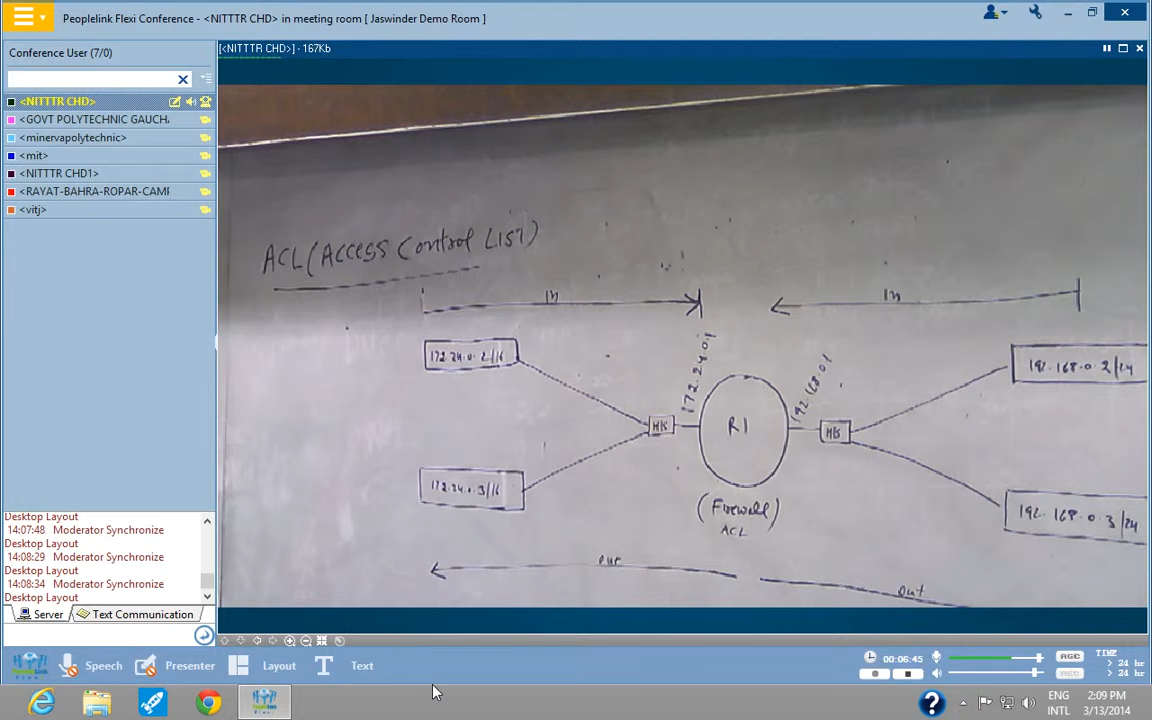 Peoplelink Flexi Conference - <NITTTR CHD> in meeting room [ Jaswinder Demo Room ]
Conference User (7/0)
[<NITTTR CHD>] - 167Kb
<NITTTR CHD>
<GOVT POLYTECHNIC GAUCHA
<minervapolytechnic>
<mit>
<NITTTR CHD1>
<RAYAT-BAHRA-ROPAR-CAMP
<vitj>
ACL (Access Control List)
In
In
172.24.0.2/16
172.24.0.1
192.168.0.1
192.168.0.2/24
HB
R1
HB
172.24.0.3/16
192.168.0.3/24
(Firewall)
ACL
out
out
Desktop Layout
14:07:48 Moderator Synchronize
Desktop Layout
14:08:29 Moderator Synchronize
Desktop Layout
14:08:34 Moderator Synchronize
Desktop Layout
Server
Text Communication
Speech
Presenter
Layout
T
Text
00:06:45
AGC
REC
TIME
> 24 hr
> 24 hr
ENG
INTL
2:09 PM
3/13/2014